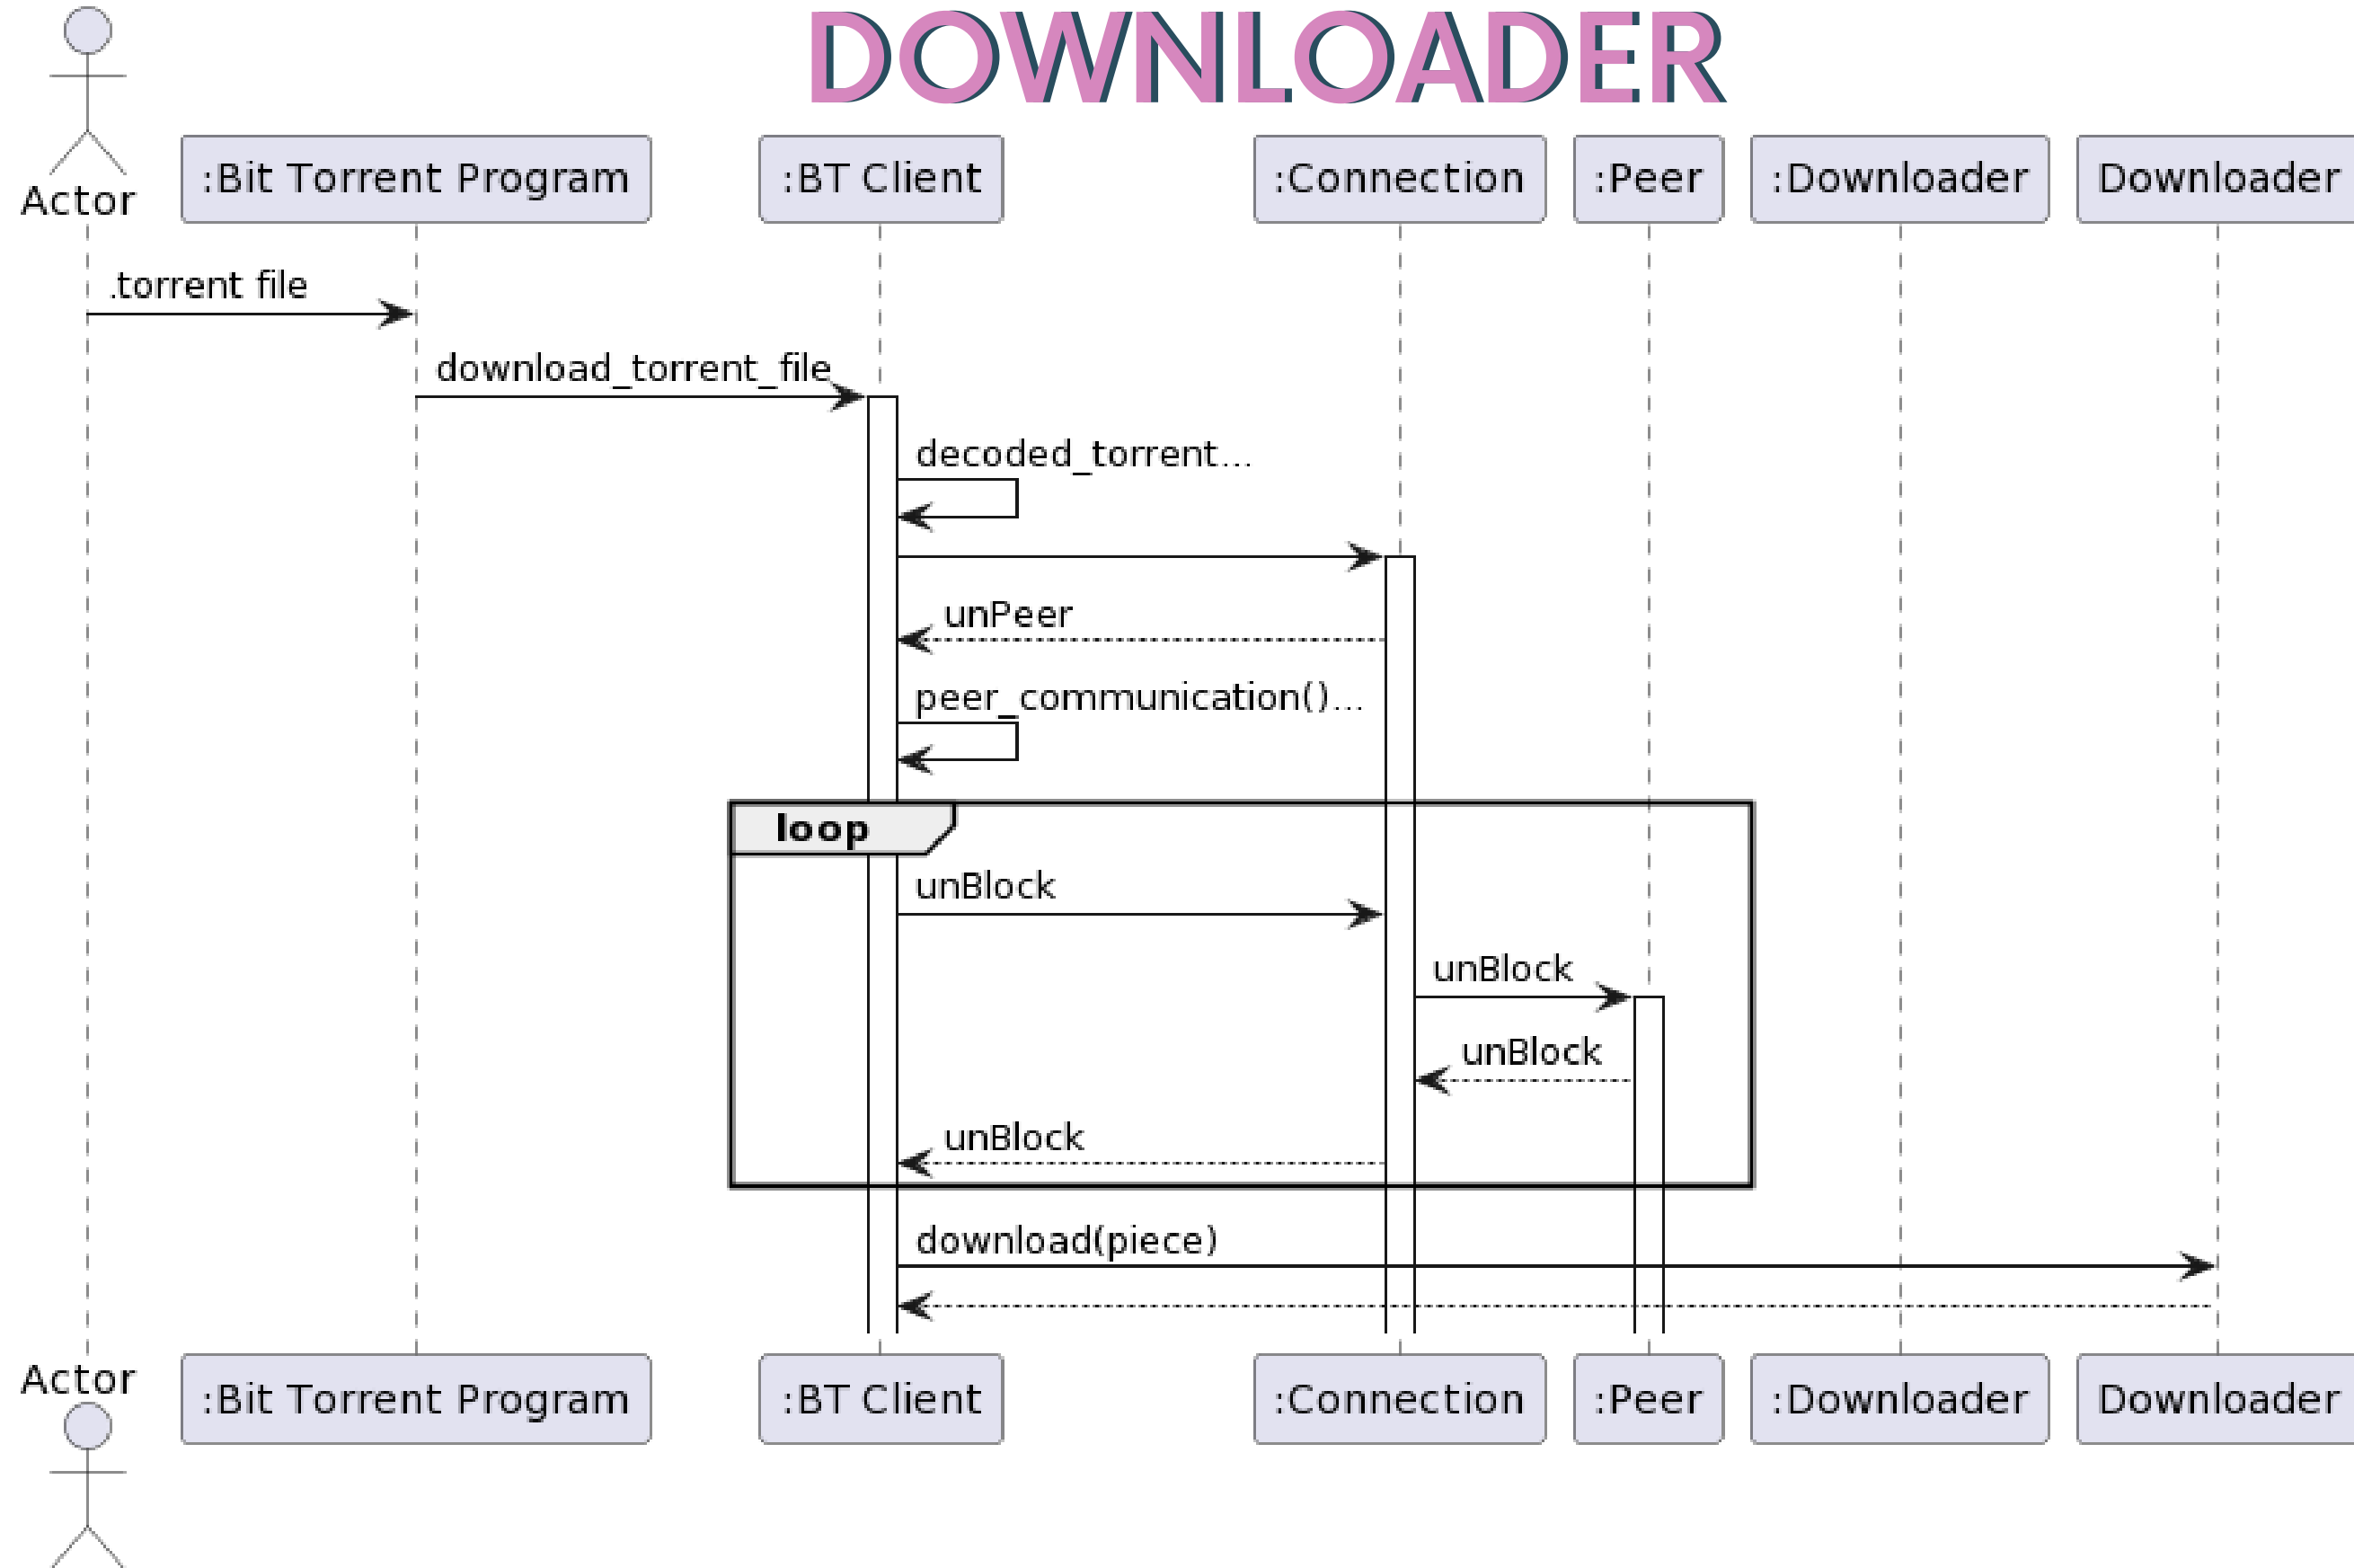 DOWNLOADER
Actor
:Bit Torrent Program
:BT Client
:Connection
:Peer
:Downloader
Downloader
.torrent file
download_torrent_file
decoded_torrent...
unPeer
peer_communication()...
loop
unBlock
unBlock
unBlock
unBlock
download(piece)
Actor
:Bit Torrent Program
:BT Client
:Connection
:Peer
:Downloader
Downloader